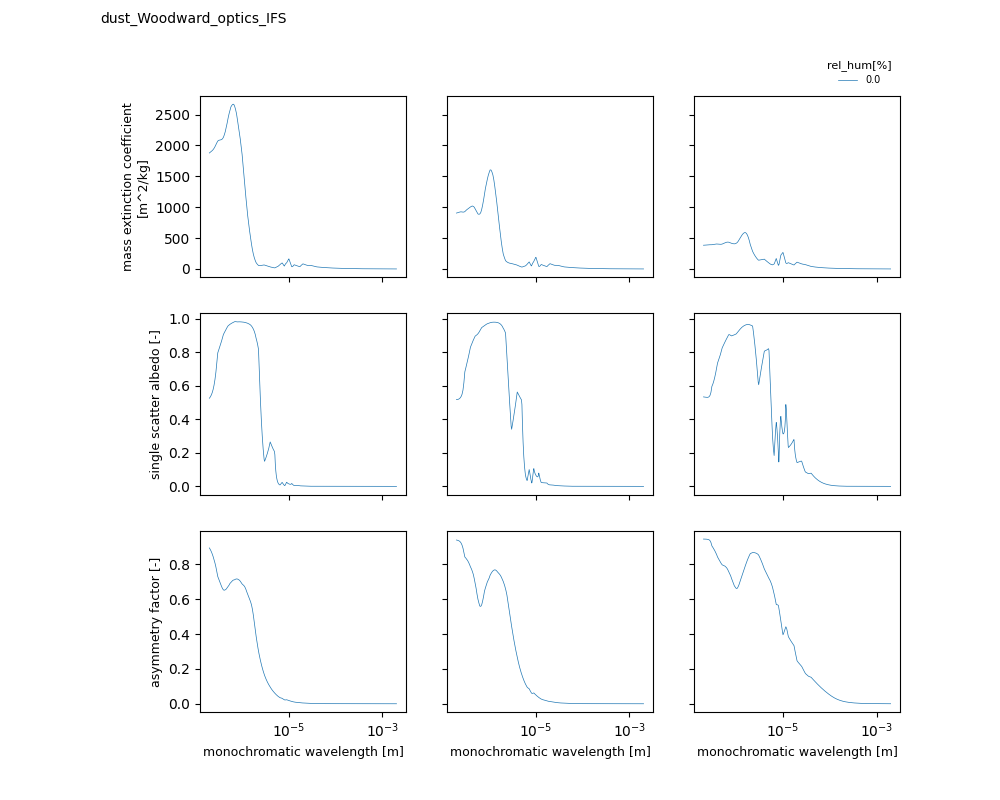 dust_Woodward_optics_IFS
rel_hum[%]
0.0
mass extinction coefficient
[m^2/kg]
2500
2000
1500
1000
500
0
single scatter albedo [-]
1.0
0.8
0.6
0.4
0.2
0.0
asymmetry factor [-]
0.8
0.6
0.4
0.2
0.0
10⁻⁵ 10⁻³ 10⁻⁵ 10⁻³ 10⁻⁵ 10⁻³
monochromatic wavelength [m] monochromatic wavelength [m] monochromatic wavelength [m]